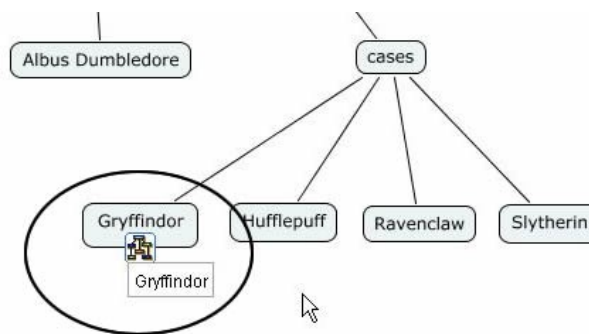 Albus Dumbledore
cases
Gryffindor
Hufflepuff
Ravenclaw
Slytherin
Gryffindor